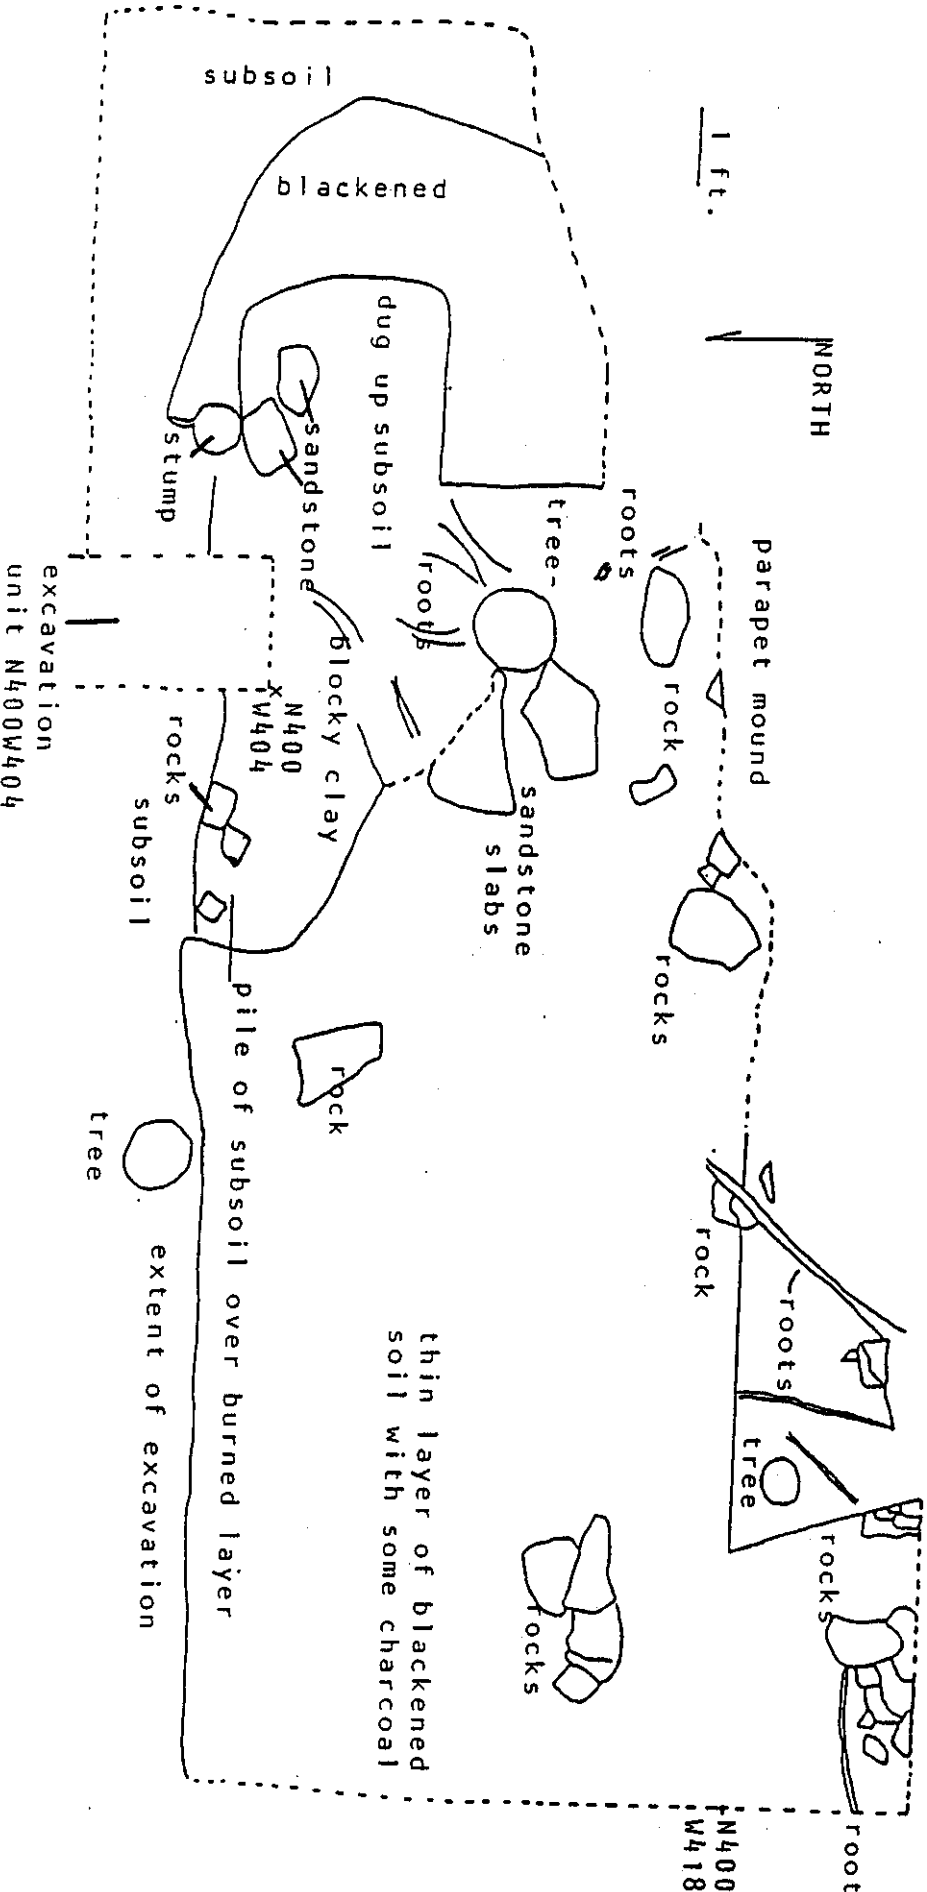 subsoil
blackened
1 ft.
NORTH
dug up subsoil
sandstone
stump
tree
roots
roots
parapet mound
rock
blocky clay
N400
W404
excavation
unit N400W404
rocks
subsoil
sandstone
slabs
rocks
rock
pile of subsoil over burned layer
tree
extent of excavation
rock
roots
tree
thin layer of blackened
soil with some charcoal
rocks
rocks
root
N400
W418